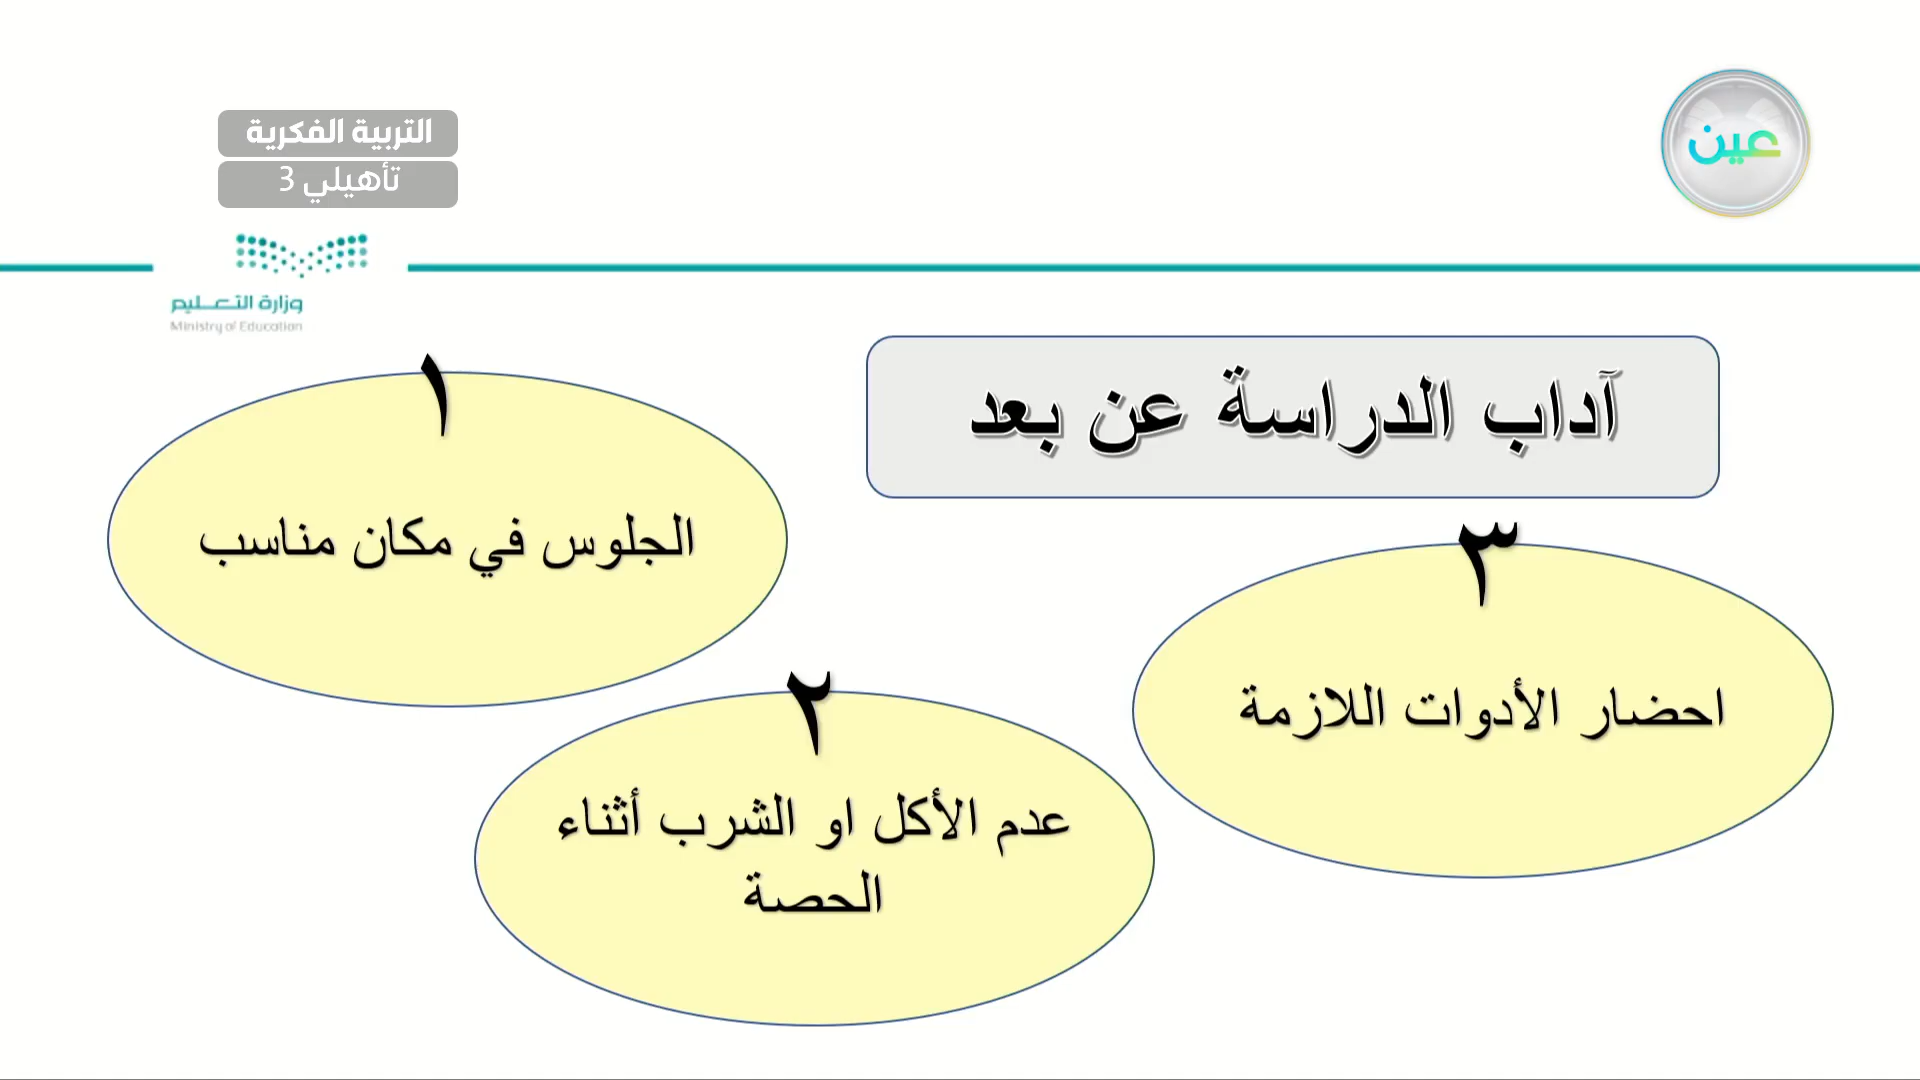 التربية الفكرية
تأهيلي 3
عين
وزارة التعليم
Ministry of Education
آداب الدراسة عن بعد
١
الجلوس في مكان مناسب
٢
عدم الأكل او الشرب أثناء
الحصة
٣
احضار الأدوات اللازمة